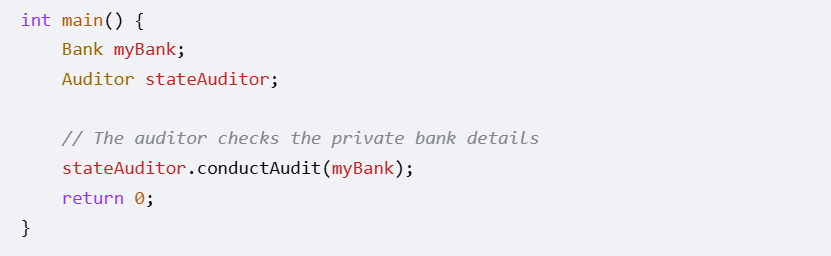 int main() {
    Bank myBank;
    Auditor stateAuditor;

    // The auditor checks the private bank details
    stateAuditor.conductAudit(myBank);
    return 0;
}